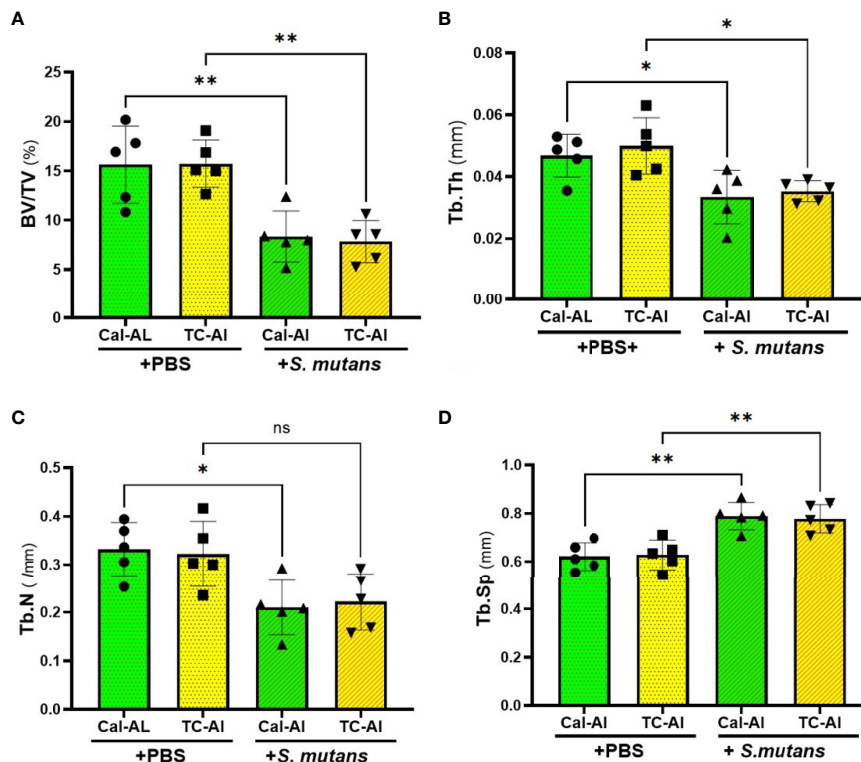 A
**
**
BV/TV (%)
25
20
15
10
5
0
Cal-AL TC-AI Cal-AI TC-AI
+PBS +S. mutans
B
*
*
Tb.Th (mm)
0.08
0.06
0.04
0.02
0.00
Cal-AL TC-AI Cal-AI TC-AI
+PBS+ + S. mutans
C
ns
*
Tb.N ( /mm)
0.5
0.4
0.3
0.2
0.1
0.0
Cal-AL TC-AI Cal-AI TC-AI
+PBS +S. mutans
D
**
**
Tb.Sp (mm)
1.0
0.8
0.6
0.4
0.2
0.0
Cal-AI TC-AI Cal-AI TC-AI
+PBS + S.mutans